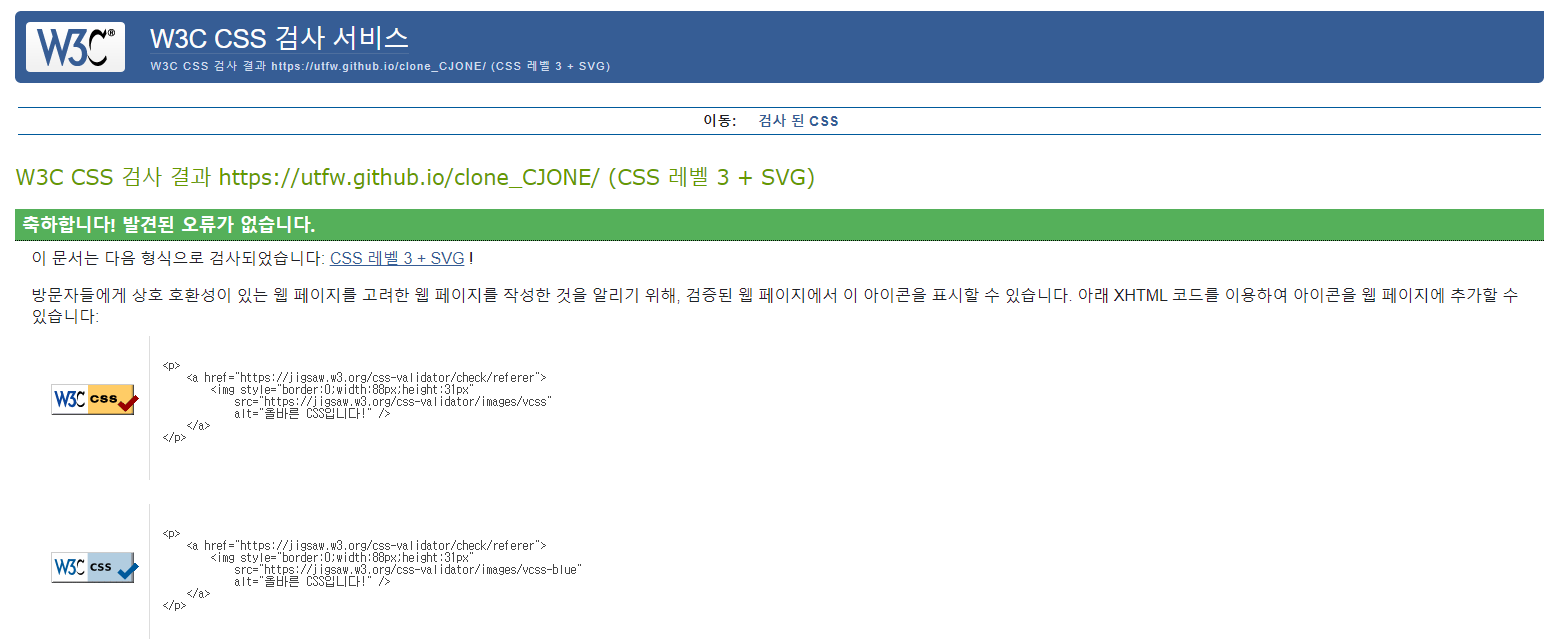 W3C®
W3C CSS 검사 서비스
W3C CSS 검사 결과 https://utfw.github.io/clone_CJONE/ (CSS 레벨 3 + SVG)
이동: 검사 된 CSS
W3C CSS 검사 결과 https://utfw.github.io/clone_CJONE/ (CSS 레벨 3 + SVG)
축하합니다! 발견된 오류가 없습니다.
이 문서는 다음 형식으로 검사되었습니다: CSS 레벨 3 + SVG !
방문자들에게 상호 호환성이 있는 웹 페이지를 고려한 웹 페이지를 작성한 것을 알리기 위해, 검증된 웹 페이지에서 이 아이콘을 표시할 수 있습니다. 아래 XHTML 코드를 이용하여 아이콘을 웹 페이지에 추가할 수
있습니다:
W3C css
<p>
<a href="https://jigsaw.w3.org/css-validator/check/referer">
<img style="border:0;width:88px;height:31px"
src="https://jigsaw.w3.org/css-validator/images/vcss"
alt="올바른 CSS입니다!" />
</a>
</p>
W3C css
<p>
<a href="https://jigsaw.w3.org/css-validator/check/referer">
<img style="border:0;width:88px;height:31px"
src="https://jigsaw.w3.org/css-validator/images/vcss-blue"
alt="올바른 CSS입니다!" />
</a>
</p>